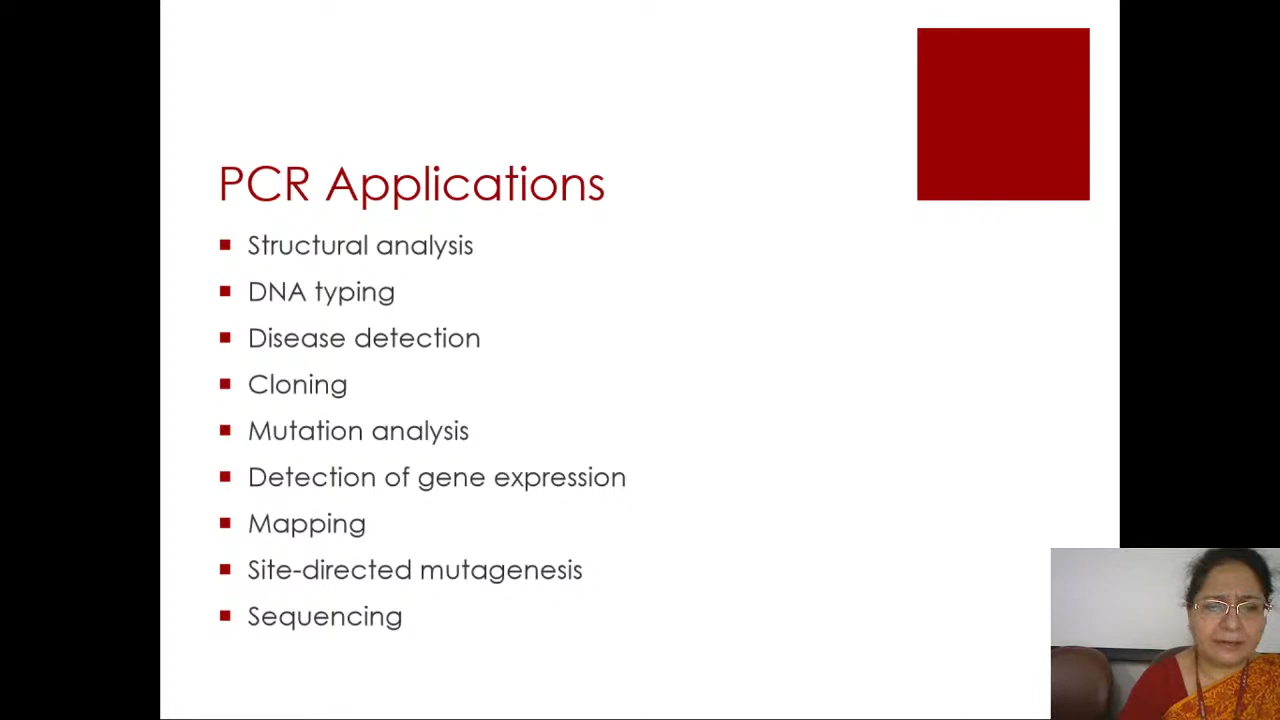 PCR Applications
Structural analysis
DNA typing
Disease detection
Cloning
Mutation analysis
Detection of gene expression
Mapping
Site-directed mutagenesis
Sequencing